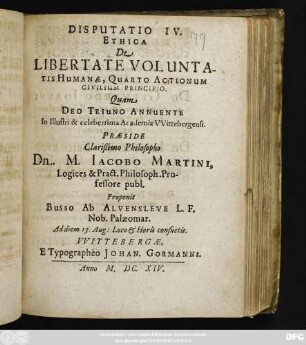 DISPUTATIO IV.
79
ETHICA
De
LIBERTATE VOLUNTA-
TIS HUMANÆ, QUARTO ACTIONUM
CIVILIUM PRINCIPIO.
Quam
DEO TRIUNO ANNUENTE
In Illustri & celeberrima Academia VVittebergensi.
PRÆSIDE
Clarissimo Philosopho
Dn. M. IACOBO MARTINI,
Logices & Pract. Philosoph. Pro-
fessore publ.
Proponit
BUSSO AB ALVENSLEVE L. F.
Nob. Palæomar.
Ad diem 13. Aug: Loco & Horis consuetis.
VVITTEBERGÆ,
E Typographéo JOHAN. GORMANNI.
Anno M. DC. XIV.